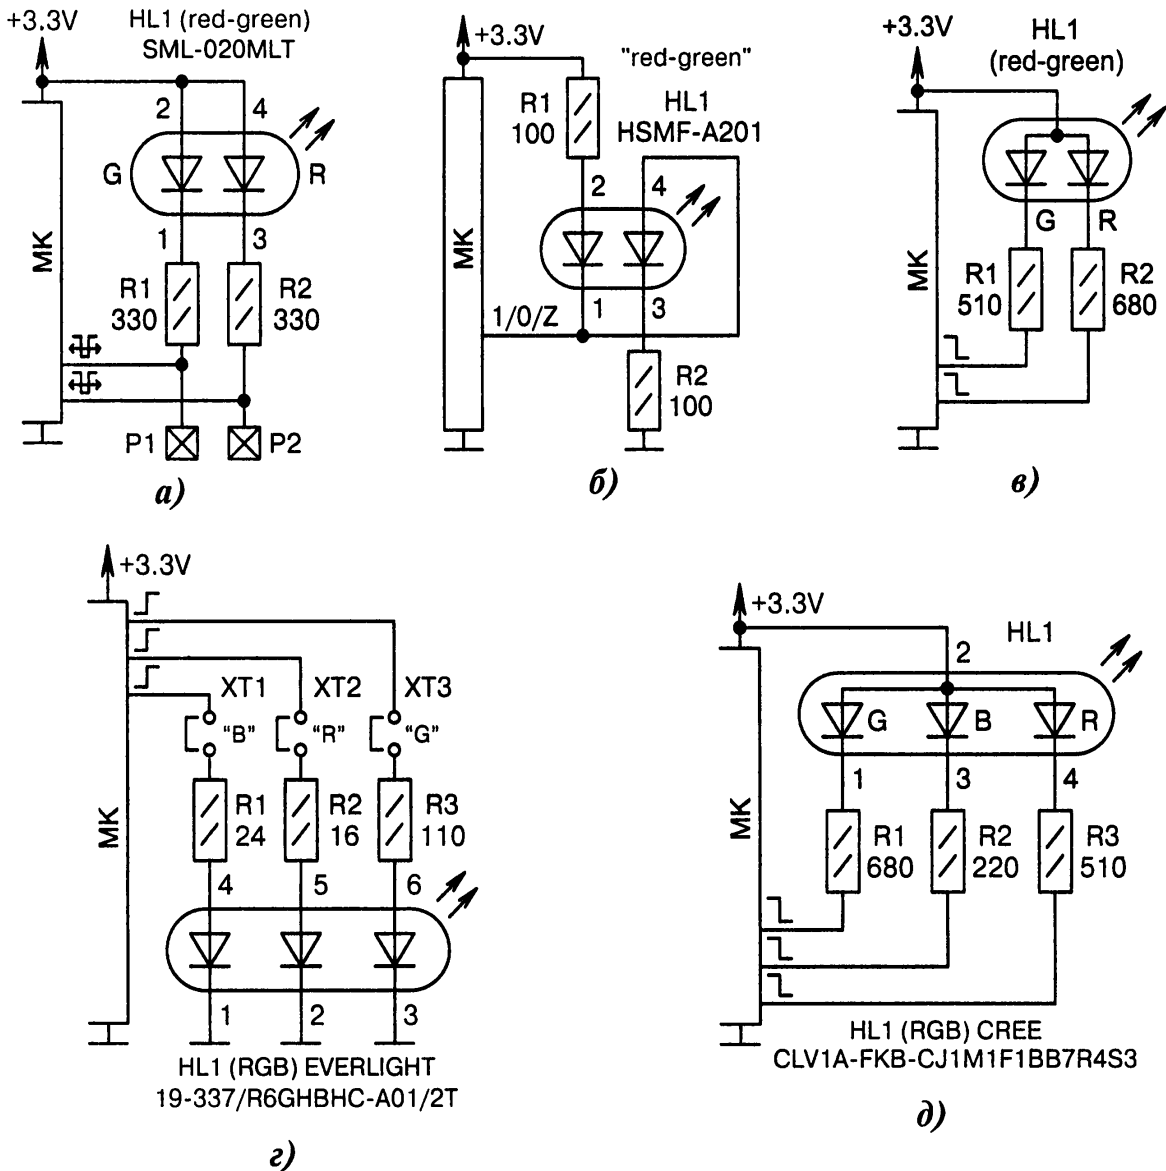 +3.3V
HL1 (red-green)
SML-020MLT
2
4
G
R
1
3
MK
R1
330
R2
330
P1
P2
а)
+3.3V
"red-green"
R1
100
HL1
HSMF-A201
2
4
MK
1
3
1/0/Z
R2
100
б)
+3.3V
HL1
(red-green)
G
R
MK
R1
510
R2
680
в)
+3.3V
XT1
XT2
XT3
“B”
“R”
“G”
MK
R1
24
R2
16
R3
110
4
5
6
1
2
3
HL1 (RGB) EVERLIGHT
19-337/R6GHBHC-A01/2T
г)
+3.3V
HL1
2
G
B
R
1
3
4
MK
R1
680
R2
220
R3
510
HL1 (RGB) CREE
CLV1A-FKB-CJ1M1F1BB7R4S3
д)